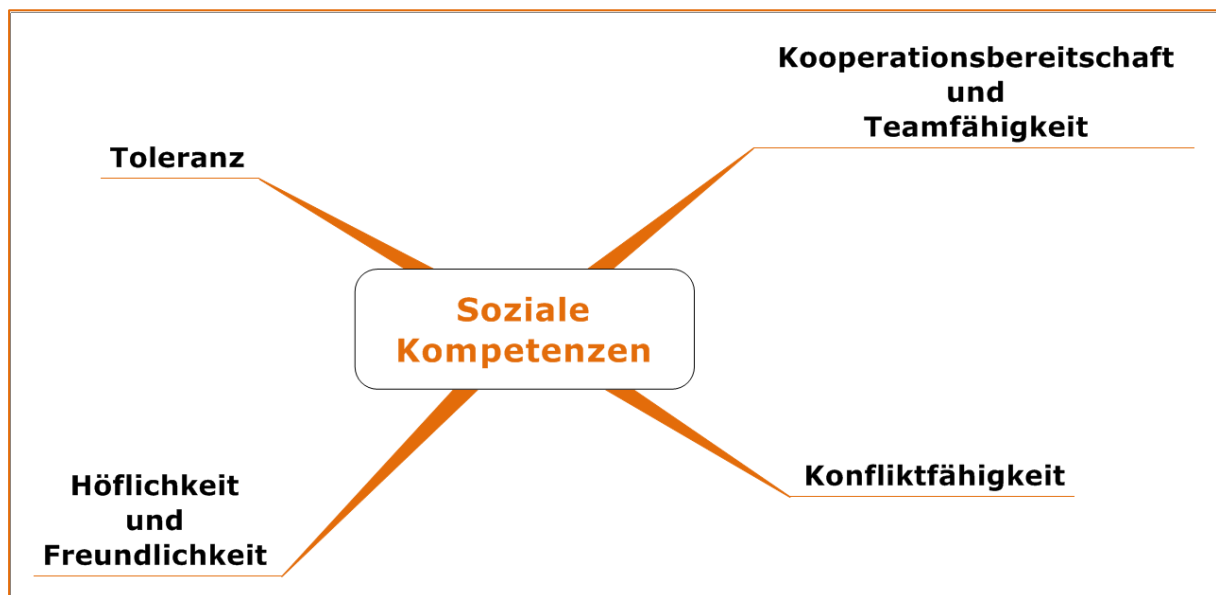 Kooperationsbereitschaft
und
Teamfähigkeit
Toleranz
Soziale
Kompetenzen
Konfliktfähigkeit
Höflichkeit
und
Freundlichkeit